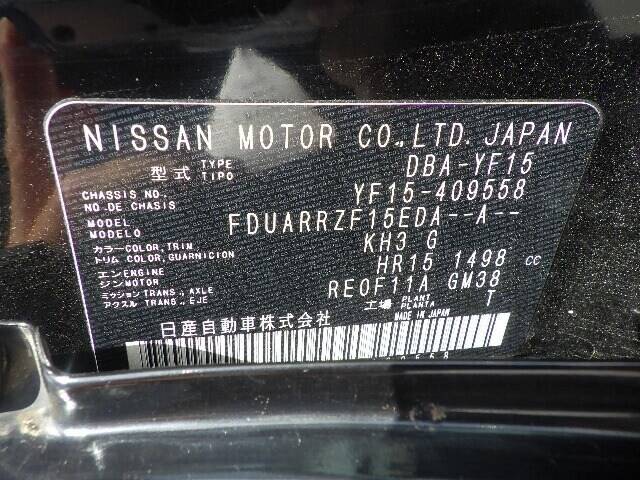 NISSAN MOTOR CO.,LTD. JAPAN
型式 TYPE TIPO DBA-YF15
CHASSIS NO. YF15-409558
NO. DE CHASIS.
MODEL FDUARRZF15EDA--A--
MODELO
カラー COLOR, TRIM KH3 G
トリム COLOR, GUARNICION
エンジン ENGINE MOTOR HR15 1498 cc
ミッション TRANS., AXLE RE0F11A GM38
アクスル TRANS., EJE
工場 PLANT PLANTA T
日産自動車株式会社 MADE IN JAPAN